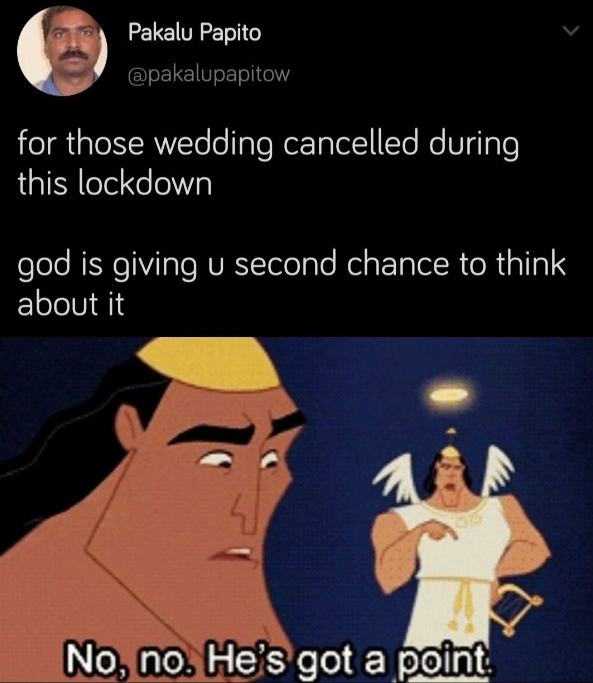 Pakalu Papito
@pakalupapitow
for those wedding cancelled during
this lockdown
god is giving u second chance to think
about it
No, no. He's got a point.